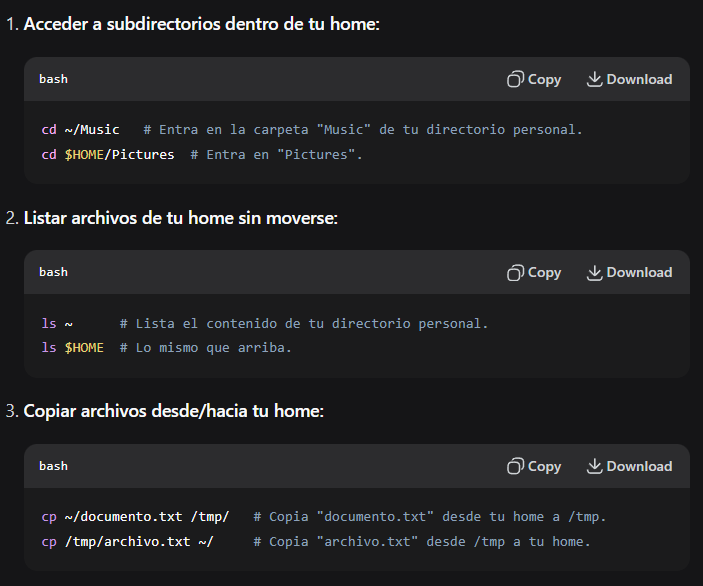 1. Acceder a subdirectorios dentro de tu home:
bash Copy Download
cd ~/Music   # Entra en la carpeta "Music" de tu directorio personal.
cd $HOME/Pictures  # Entra en "Pictures".
2. Listar archivos de tu home sin moverse:
bash Copy Download
ls ~      # Lista el contenido de tu directorio personal.
ls $HOME  # Lo mismo que arriba.
3. Copiar archivos desde/hacia tu home:
bash Copy Download
cp ~/documento.txt /tmp/   # Copia "documento.txt" desde tu home a /tmp.
cp /tmp/archivo.txt ~/     # Copia "archivo.txt" desde /tmp a tu home.